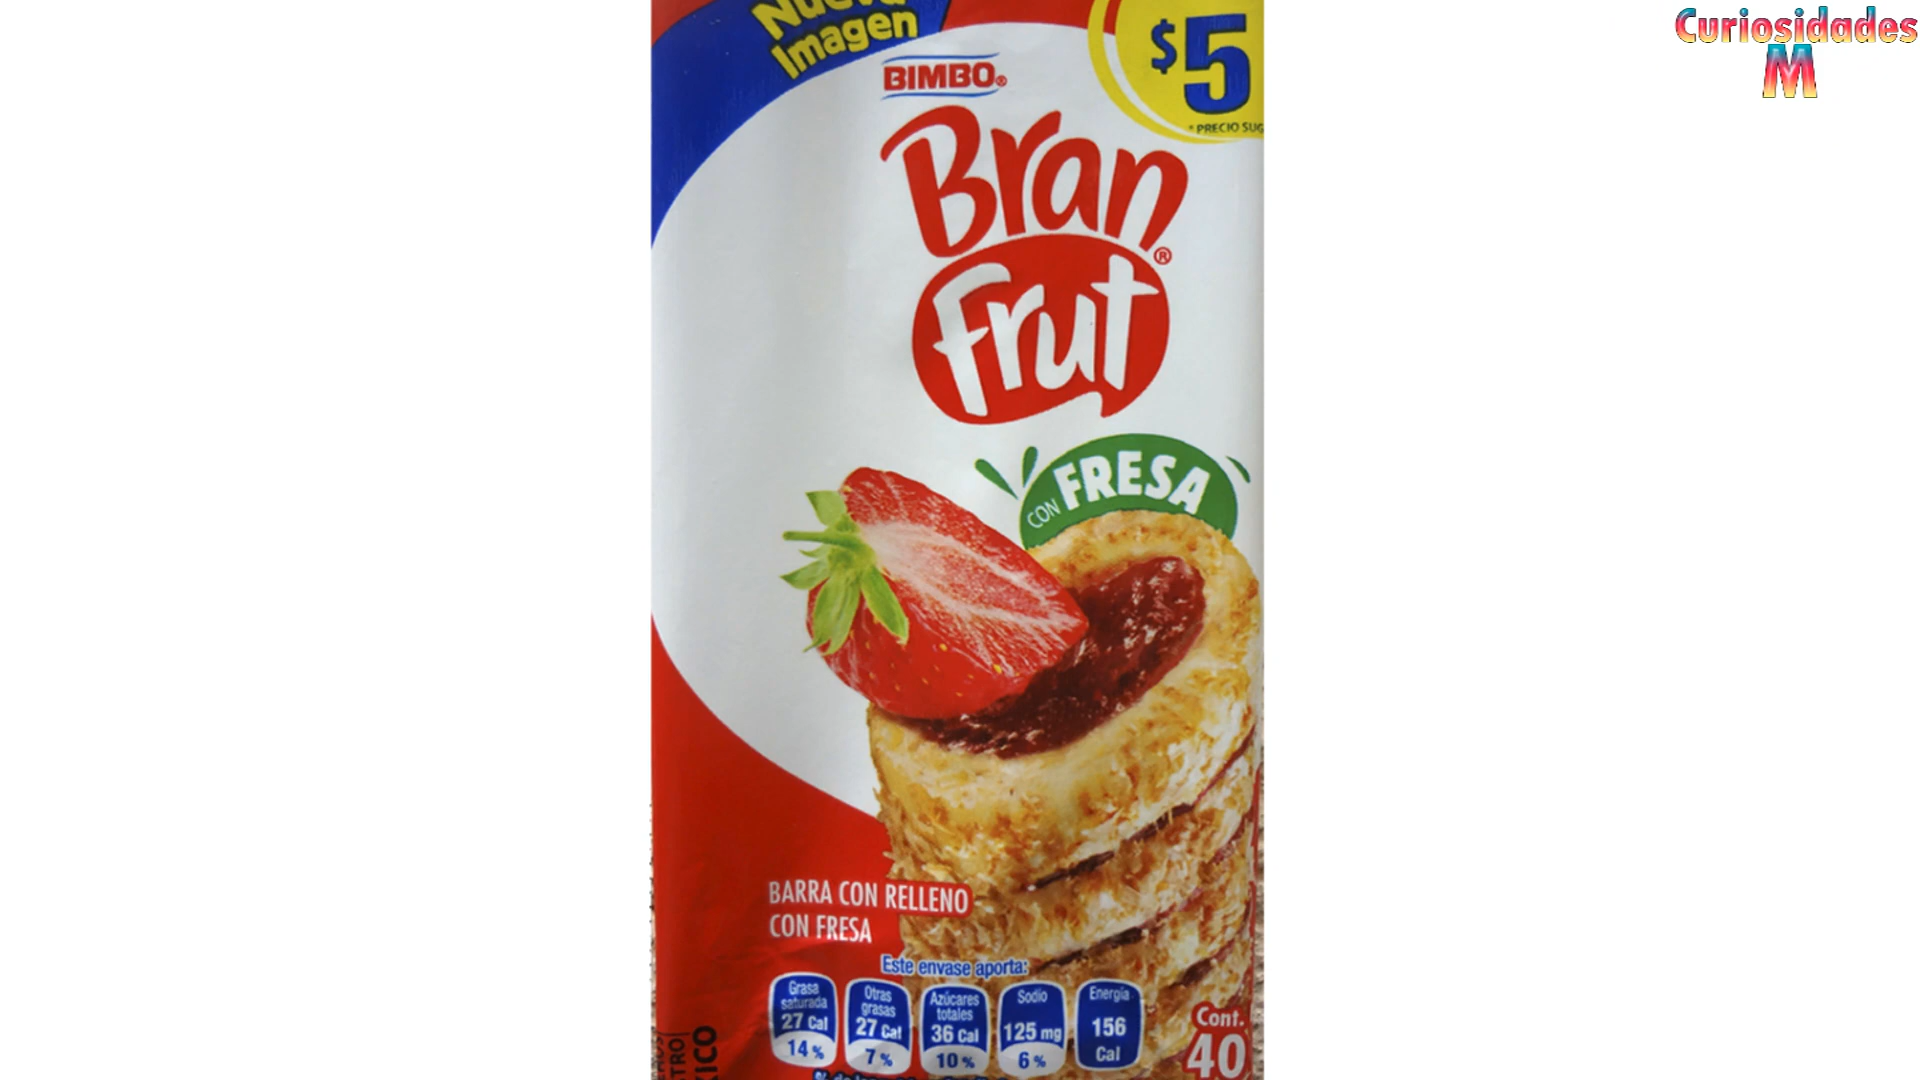 Curiosidades
M
Nueva
Imagen
$5
* PRECIO SUG
BIMBO®
Bran
Frut®
CON FRESA
BARRA CON RELLENO
CON FRESA
Este envase aporta:
Grasa saturada 27 Cal 14%
Otras grasas 27 Cal 7%
Azúcares totales 36 Cal 10%
Sodio 125 mg 6%
Energía 156 Cal
Cont.
40